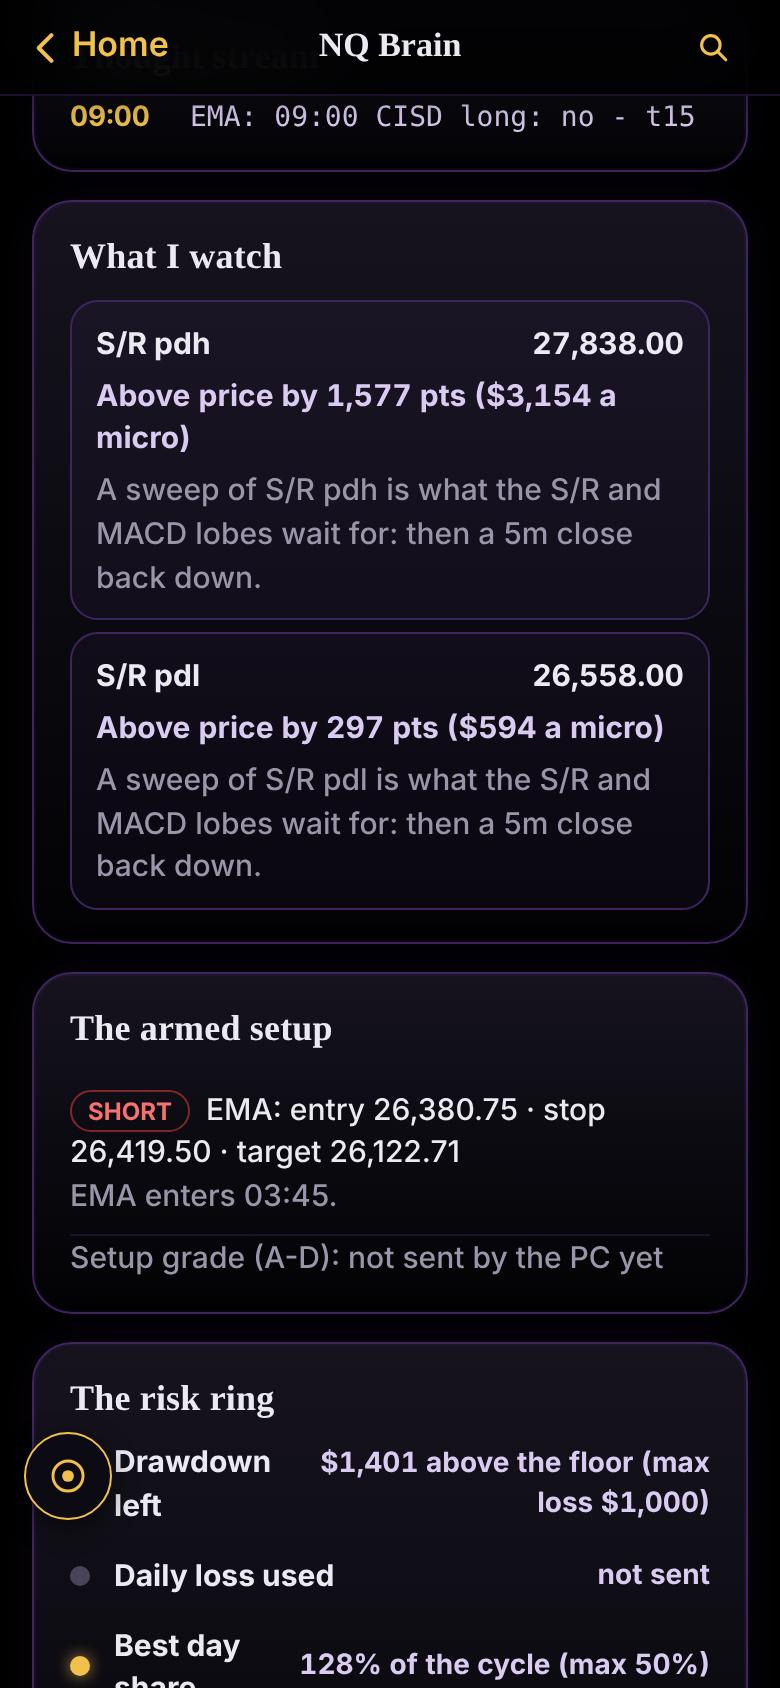 Home
NQ Brain
Thought stream
09:00 EMA: 09:00 CISD long: no - t15
What I watch
S/R pdh 27,838.00
Above price by 1,577 pts ($3,154 a
micro)
A sweep of S/R pdh is what the S/R and
MACD lobes wait for: then a 5m close
back down.
S/R pdl 26,558.00
Above price by 297 pts ($594 a micro)
A sweep of S/R pdl is what the S/R and
MACD lobes wait for: then a 5m close
back down.
The armed setup
SHORT EMA: entry 26,380.75 · stop
26,419.50 · target 26,122.71
EMA enters 03:45.
Setup grade (A-D): not sent by the PC yet
The risk ring
Drawdown
left
$1,401 above the floor (max
loss $1,000)
Daily loss used not sent
Best day
share
128% of the cycle (max 50%)